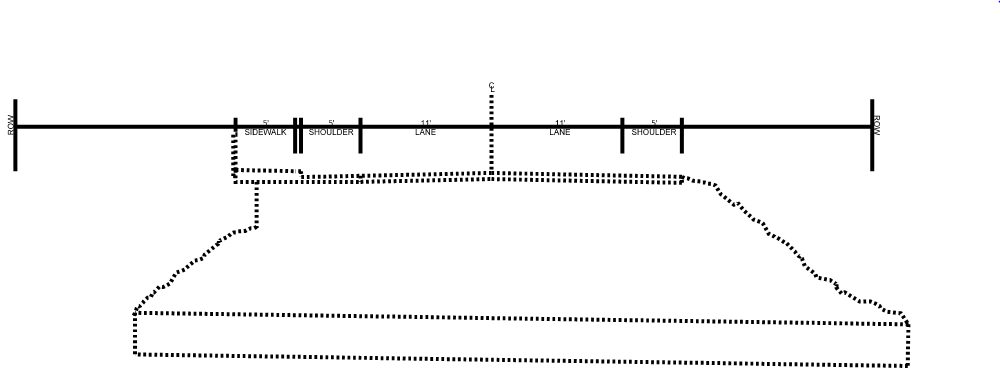 ℄
ROW
5'
SIDEWALK
5'
SHOULDER
11'
LANE
11'
LANE
5'
SHOULDER
ROW